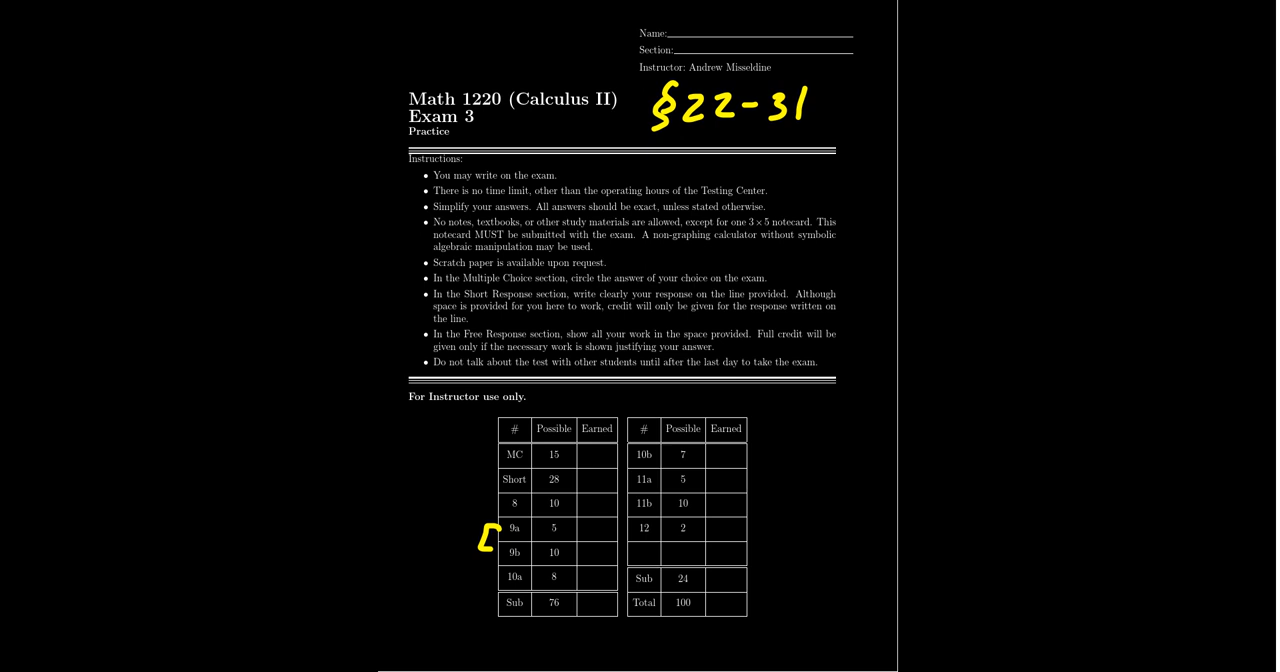 Name:
Section:
Instructor: Andrew Misseldine
Math 1220 (Calculus II)
Exam 3
Practice
§22-31
Instructions:
• You may write on the exam.
• There is no time limit, other than the operating hours of the Testing Center.
• Simplify your answers. All answers should be exact, unless stated otherwise.
• No notes, textbooks, or other study materials are allowed, except for one 3 × 5 notecard. This
notecard MUST be submitted with the exam. A non-graphing calculator without symbolic
algebraic manipulation may be used.
• Scratch paper is available upon request.
• In the Multiple Choice section, circle the answer of your choice on the exam.
• In the Short Response section, write clearly your response on the line provided. Although
space is provided for you here to work, credit will only be given for the response written on
the line.
• In the Free Response section, show all your work in the space provided. Full credit will be
given only if the necessary work is shown justifying your answer.
• Do not talk about the test with other students until after the last day to take the exam.
For Instructor use only.
# Possible Earned # Possible Earned
MC 15 10b 7
Short 28 11a 5
8 10 11b 10
9a 5 12 2
9b 10
10a 8 Sub 24
Sub 76 Total 100